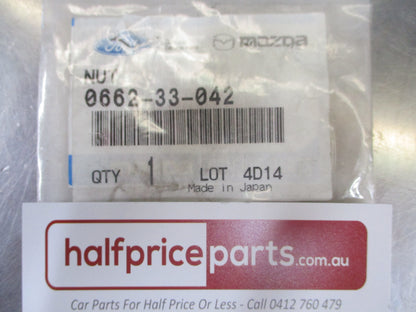 Ford mazda
NUT
0662-33-042
QTY 1 LOT 4D14
Made in Japan
halfpriceparts.com.au
Car Parts For Half Price Or Less - Call 0412 760 479